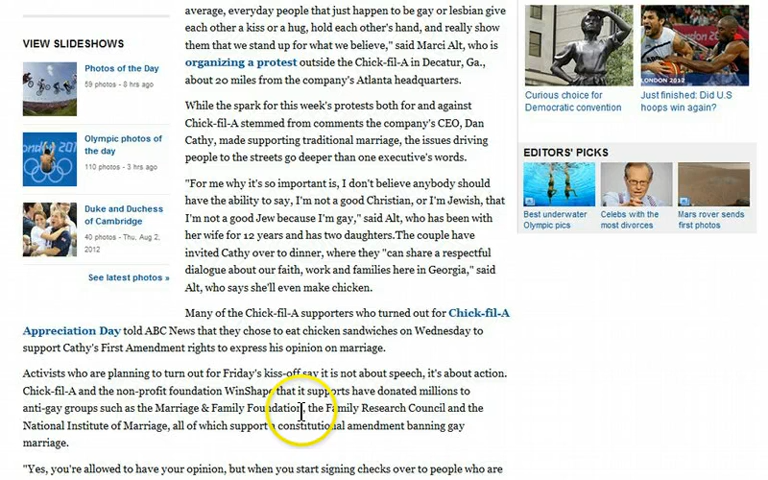 average, everyday people that just happen to be gay or lesbian give
each other a kiss or a hug, hold each other's hand, and really show
them that we stand up for what we believe," said Marci Alt, who is
organizing a protest outside the Chick-fil-A in Decatur, Ga.,
about 20 miles from the company's Atlanta headquarters.
While the spark for this week's protests both for and against
Chick-fil-A stemmed from comments the company's CEO, Dan
Cathy, made supporting traditional marriage, the issues driving
people to the streets go deeper than one executive's words.
"For me why it's so important is, I don't believe anybody should
have the ability to say, I'm not a good Christian, or I'm Jewish, that
I'm not a good Jew because I'm gay," said Alt, who has been with
her wife for 12 years and has two daughters.The couple have
invited Cathy over to dinner, where they "can share a respectful
dialogue about our faith, work and families here in Georgia," said
Alt, who says she'll even make chicken.
Many of the Chick-fil-A supporters who turned out for Chick-fil-A
Appreciation Day told ABC News that they chose to eat chicken sandwiches on Wednesday to
support Cathy's First Amendment rights to express his opinion on marriage.
Activists who are planning to turn out for Friday's kiss-off say it is not about speech, it's about action.
Chick-fil-A and the non-profit foundation WinShape that it supports have donated millions to
anti-gay groups such as the Marriage & Family Foundation, the Family Research Council and the
National Institute of Marriage, all of which support a constitutional amendment banning gay
marriage.
"Yes, you're allowed to have your opinion, but when you start signing checks over to people who are
VIEW SLIDESHOWS
Photos of the Day
59 photos - 8 hrs ago
Olympic photos of
the day
110 photos - 3 hrs ago
Duke and Duchess
of Cambridge
40 photos - Thu, Aug 2,
2012
See latest photos »
LONDON 2012
Curious choice for
Democratic convention
Just finished: Did U.S
hoops win again?
EDITORS' PICKS
Best underwater
Olympic pics
Celebs with the
most divorces
Mars rover sends
first photos